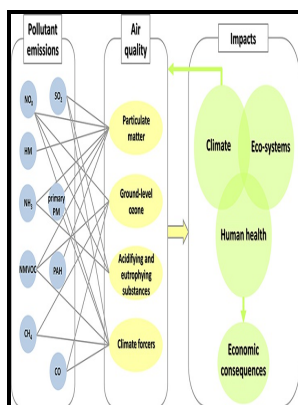 Pollutant
emissions
Air
quality
Impacts
NOx
SO2
HM
NH3
primary
PM
NMVOC
PAH
CH4
CO
Particulate
matter
Ground-level
ozone
Acidifying and
eutrophying
substances
Climate forcers
Climate
Eco-systems
Human health
Economic
consequences